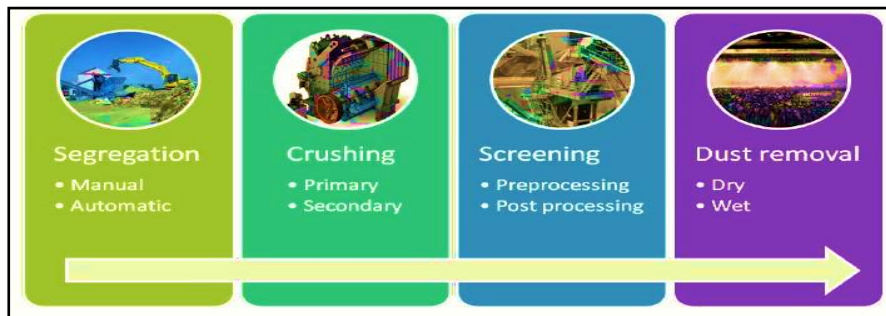 Segregation
• Manual
• Automatic
Crushing
• Primary
• Secondary
Screening
• Preprocessing
• Post processing
Dust removal
• Dry
• Wet